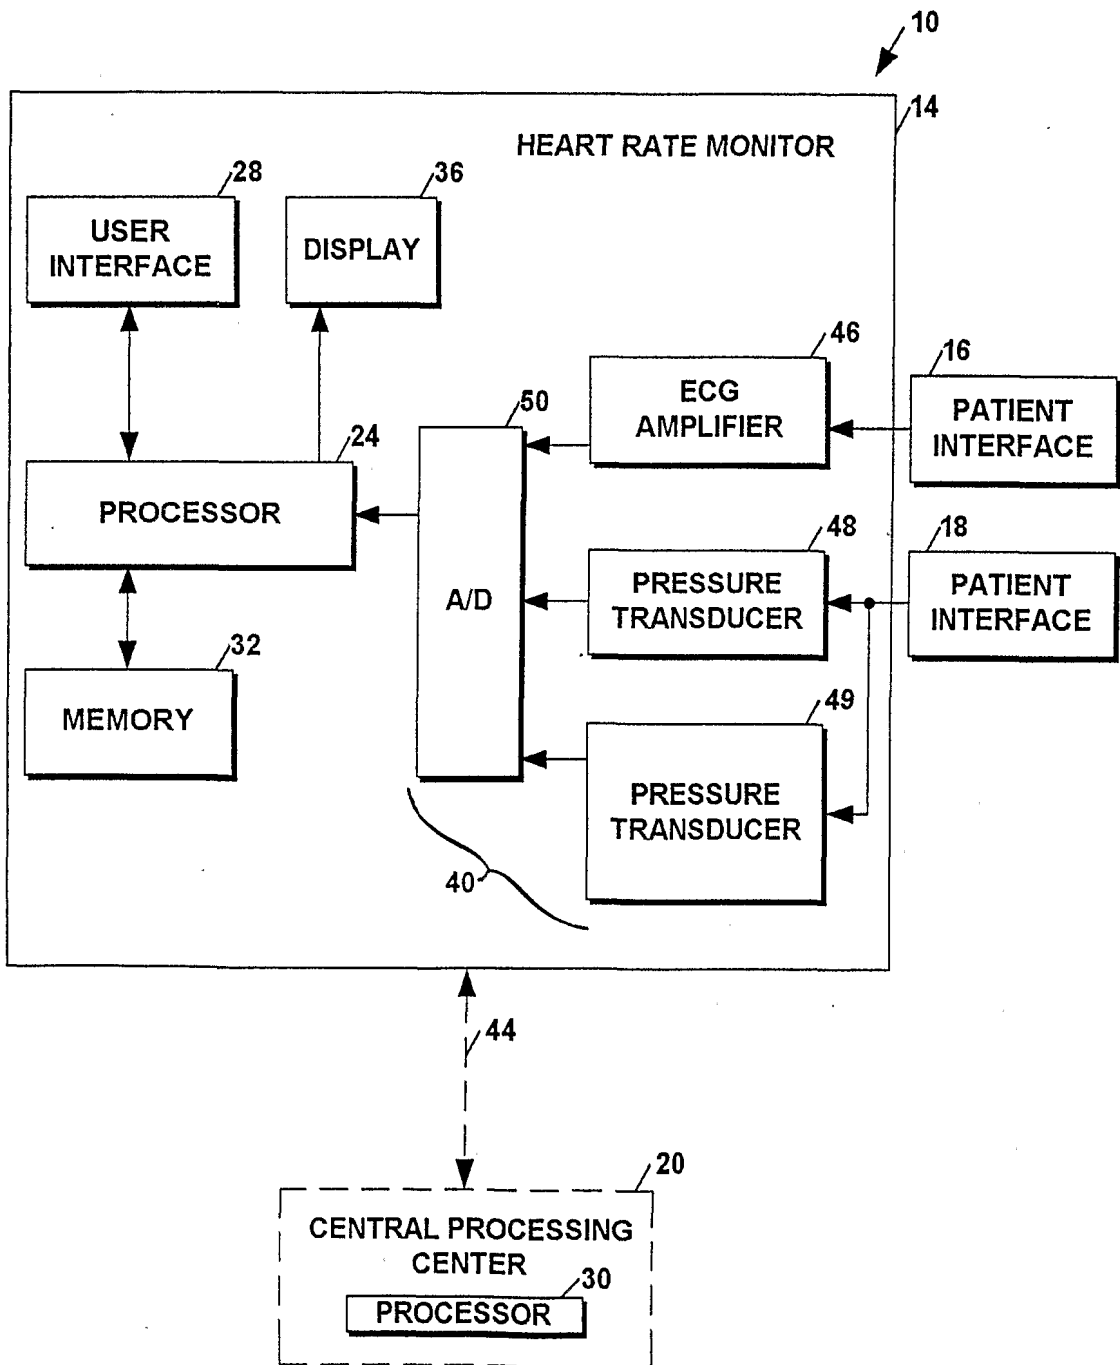 10
14
HEART RATE MONITOR
28
36
USER
INTERFACE
DISPLAY
46
16
ECG
AMPLIFIER
PATIENT
INTERFACE
50
24
PROCESSOR
A/D
48
18
PRESSURE
TRANSDUCER
PATIENT
INTERFACE
32
MEMORY
49
PRESSURE
TRANSDUCER
40
44
20
CENTRAL PROCESSING
CENTER
30
PROCESSOR